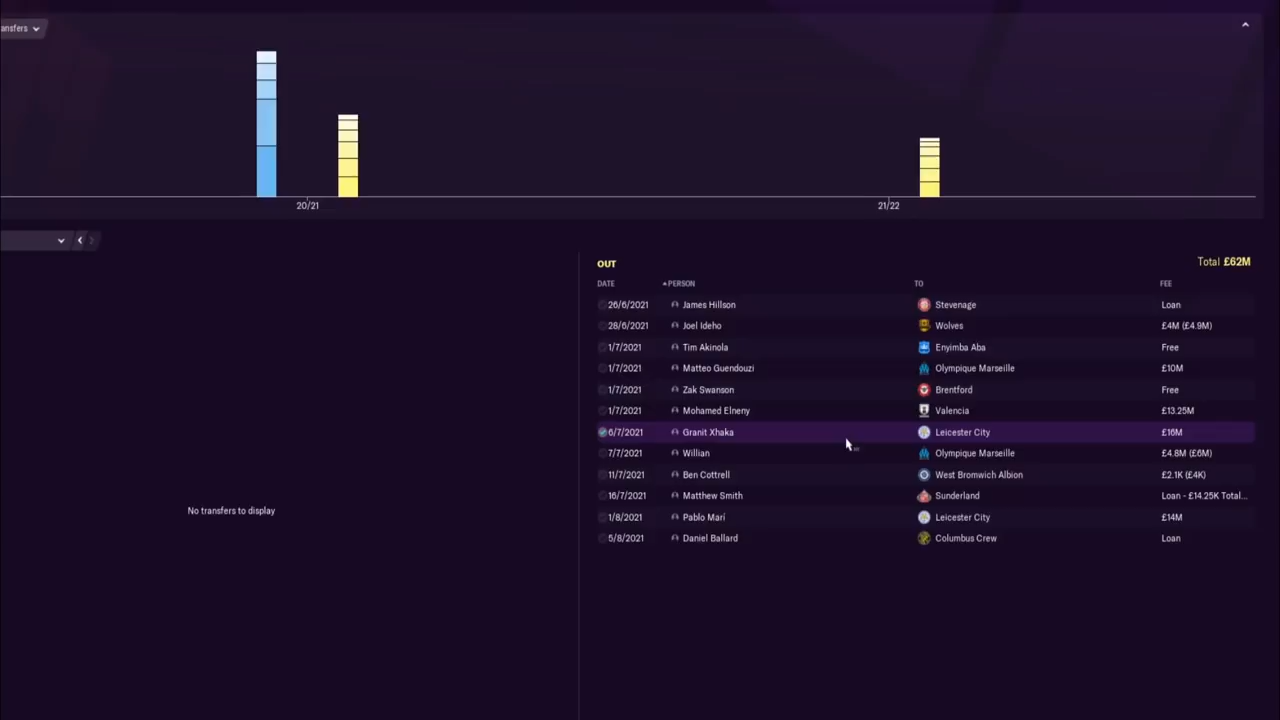 ansfers
20/21 21/22
OUT Total £62M
DATE PERSON TO FEE
26/6/2021 James Hillson Stevenage Loan
28/6/2021 Joel Ideho Wolves £4M (£4.9M)
1/7/2021 Tim Akinola Enyimba Aba Free
1/7/2021 Matteo Guendouzi Olympique Marseille £10M
1/7/2021 Zak Swanson Brentford Free
1/7/2021 Mohamed Elneny Valencia £13.25M
6/7/2021 Granit Xhaka Leicester City £16M
7/7/2021 Willian Olympique Marseille £4.8M (£6M)
11/7/2021 Ben Cottrell West Bromwich Albion £2.1K (£4K)
16/7/2021 Matthew Smith Sunderland Loan - £14.25K Total...
1/8/2021 Pablo Marí Leicester City £14M
5/8/2021 Daniel Ballard Columbus Crew Loan
No transfers to display